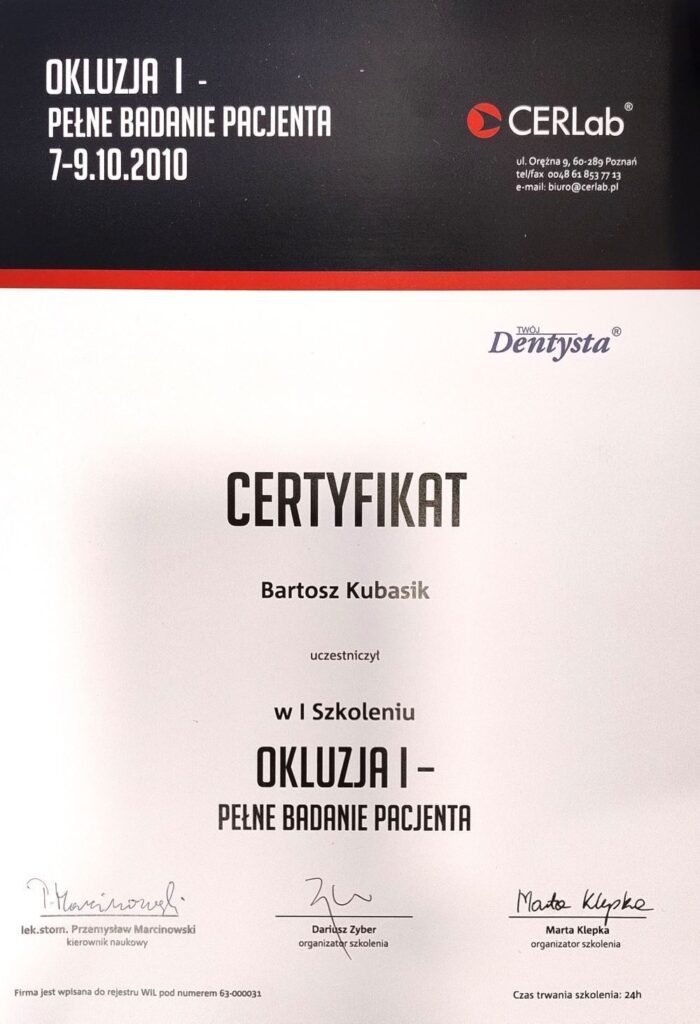 OKLUZJA I -
PEŁNE BADANIE PACJENTA
7-9.10.2010
CERLab®
ul. Orężna 9, 60-289 Poznań
tel/fax 0048 61 853 77 13
e-mail: biuro@cerlab.pl
TWÓJ
Dentysta®
CERTYFIKAT
Bartosz Kubasik
uczestniczył
w I Szkoleniu
OKLUZJA I –
PEŁNE BADANIE PACJENTA
P. Marcinowski
Marta Klepka
lek.stom. Przemysław Marcinowski
kierownik naukowy
Dariusz Zyber
organizator szkolenia
Marta Klepka
organizator szkolenia
Firma jest wpisana do rejestru WIL pod numerem 63-000031
Czas trwania szkolenia: 24h